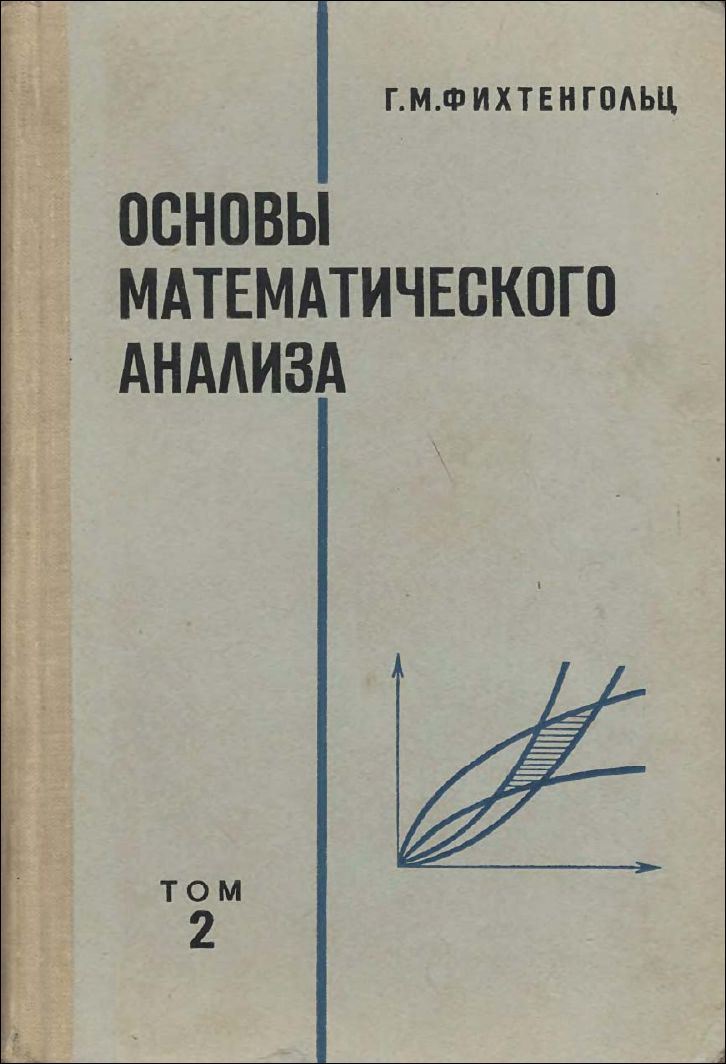 Г.М.ФИХТЕНГОЛЬЦ
ОСНОВЫ
МАТЕМАТИЧЕСКОГО
АНАЛИЗА
ТОМ
2